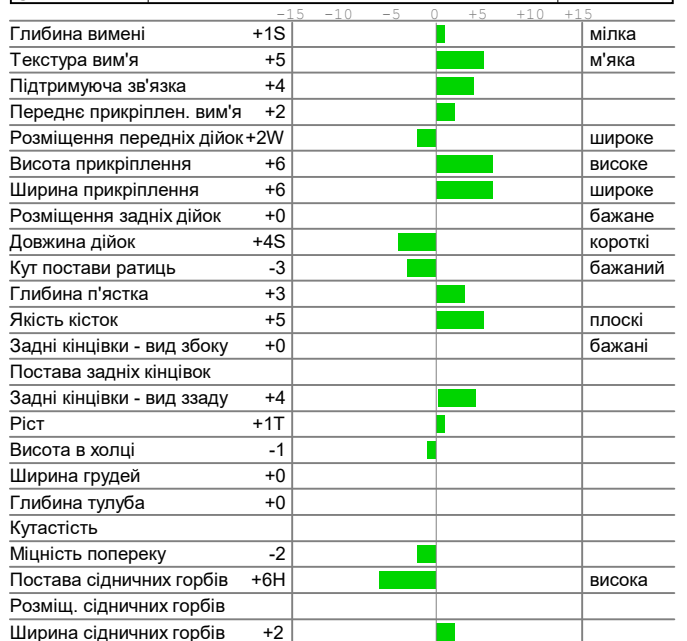 -15 -10 -5 0 +5 +10 +15
Глибина вимені +1S мілка
Текстура вим'я +5 м'яка
Підтримуюча зв'язка +4
Переднє прикріплен. вим'я +2
Розміщення передніх дійок +2W широке
Висота прикріплення +6 високе
Ширина прикріплення +6 широке
Розміщення задніх дійок +0 бажане
Довжина дійок +4S короткі
Кут постави ратиць -3 бажаний
Глибина п'ястка +3
Якість кісток +5 плоскі
Задні кінцівки - вид збоку +0 бажані
Постава задніх кінцівок
Задні кінцівки - вид ззаду +4
Ріст +1T
Висота в холці -1
Ширина грудей +0
Глибина тулуба +0
Кутастість
Міцність попереку -2
Постава сідничних горбів +6H висока
Розміщ. сідничних горбів
Ширина сідничних горбів +2